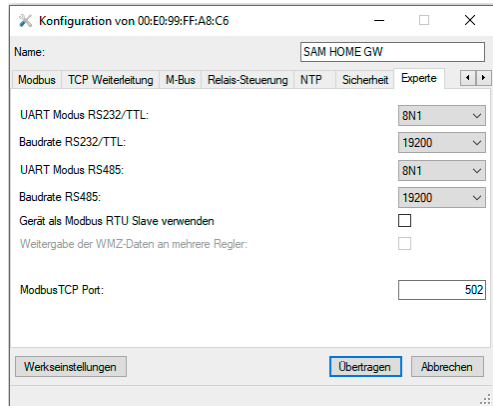 Konfiguration von 00:E0:99:FF:A8:C6
Name: SAM HOME GW
Modbus TCP Weiterleitung M-Bus Relais-Steuerung NTP Sicherheit Experte
UART Modus RS232/TTL: 8N1
Baudrate RS232/TTL: 19200
UART Modus RS485: 8N1
Baudrate RS485: 19200
Gerät als Modbus RTU Slave verwenden
Weitergabe der WMZ-Daten an mehrere Regler:
ModbusTCP Port: 502
Werkseinstellungen Übertragen Abbrechen